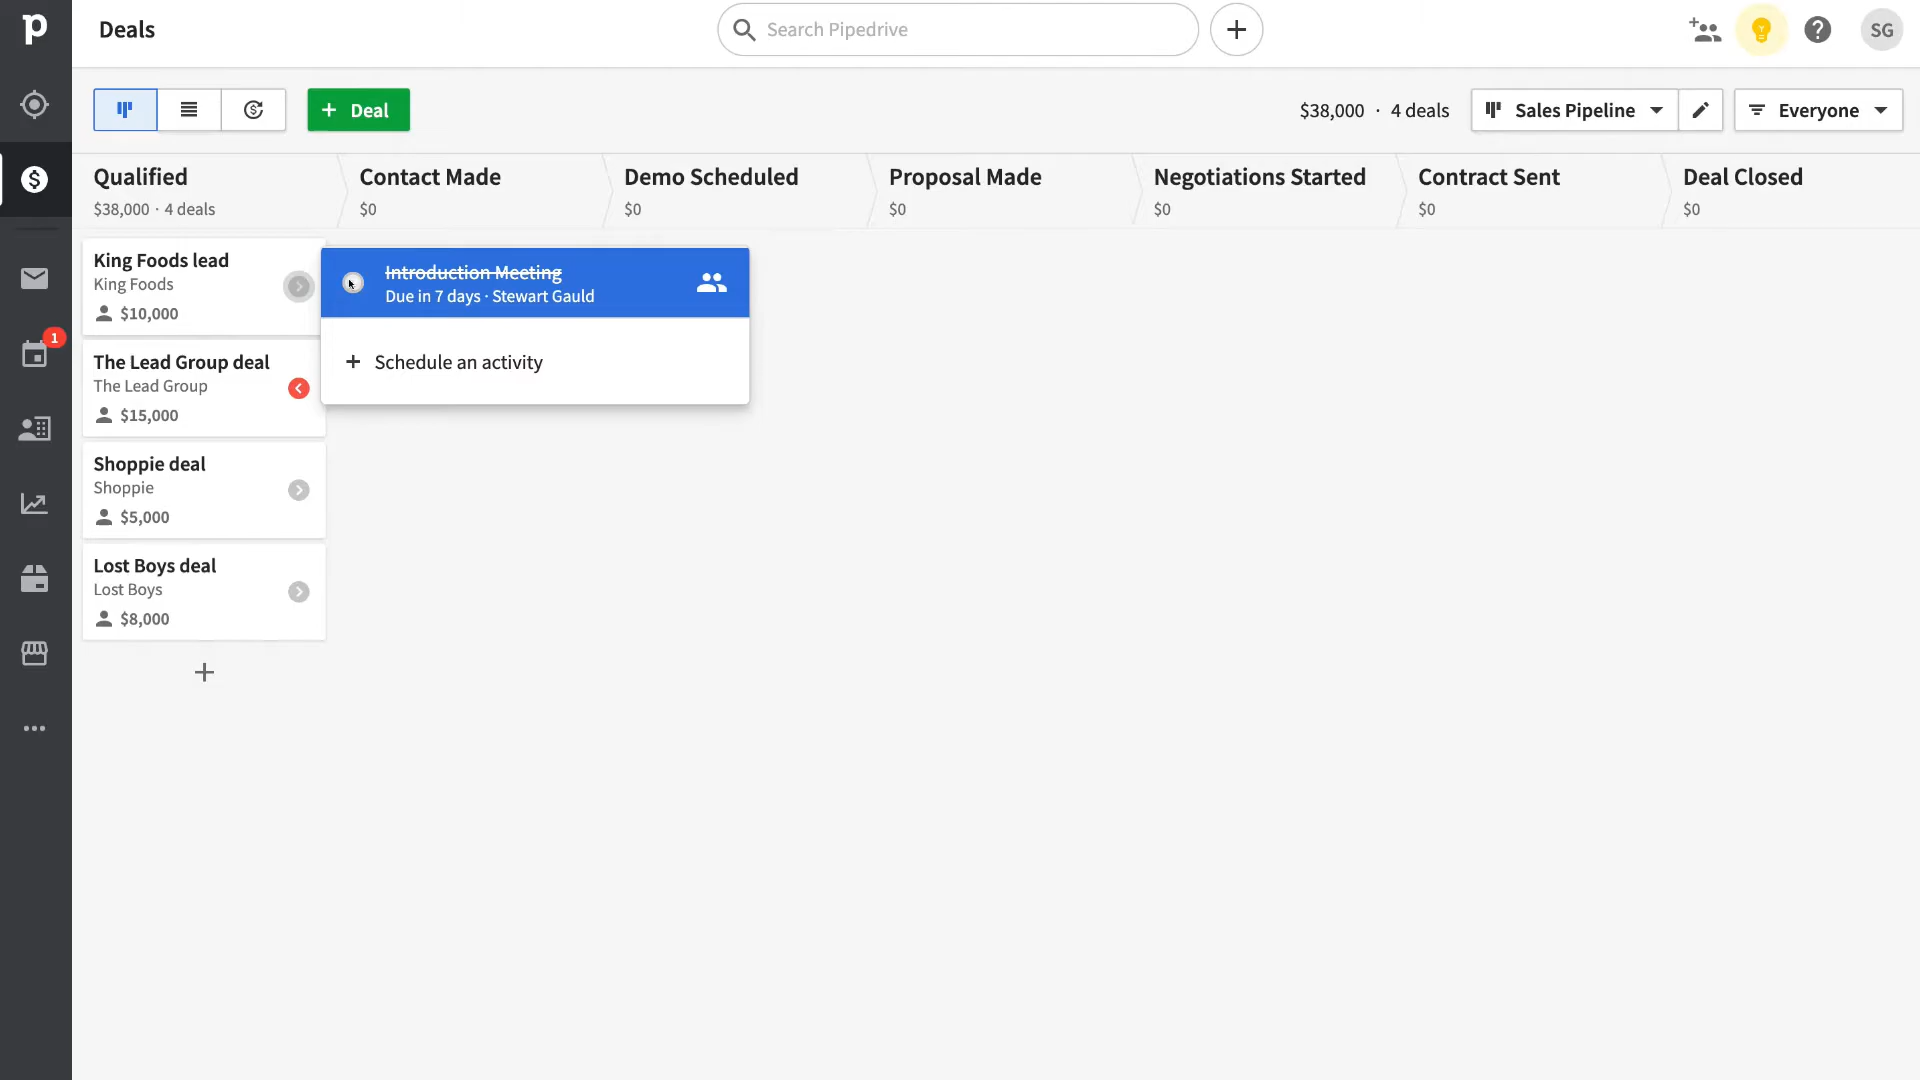 p
Deals
Search Pipedrive
SG
+ Deal
$38,000 · 4 deals
Sales Pipeline
Everyone
Qualified
$38,000 · 4 deals
Contact Made
$0
Demo Scheduled
$0
Proposal Made
$0
Negotiations Started
$0
Contract Sent
$0
Deal Closed
$0
King Foods lead
King Foods
$10,000
Introduction Meeting
Due in 7 days · Stewart Gauld
+ Schedule an activity
1
The Lead Group deal
The Lead Group
$15,000
Shoppie deal
Shoppie
$5,000
Lost Boys deal
Lost Boys
$8,000